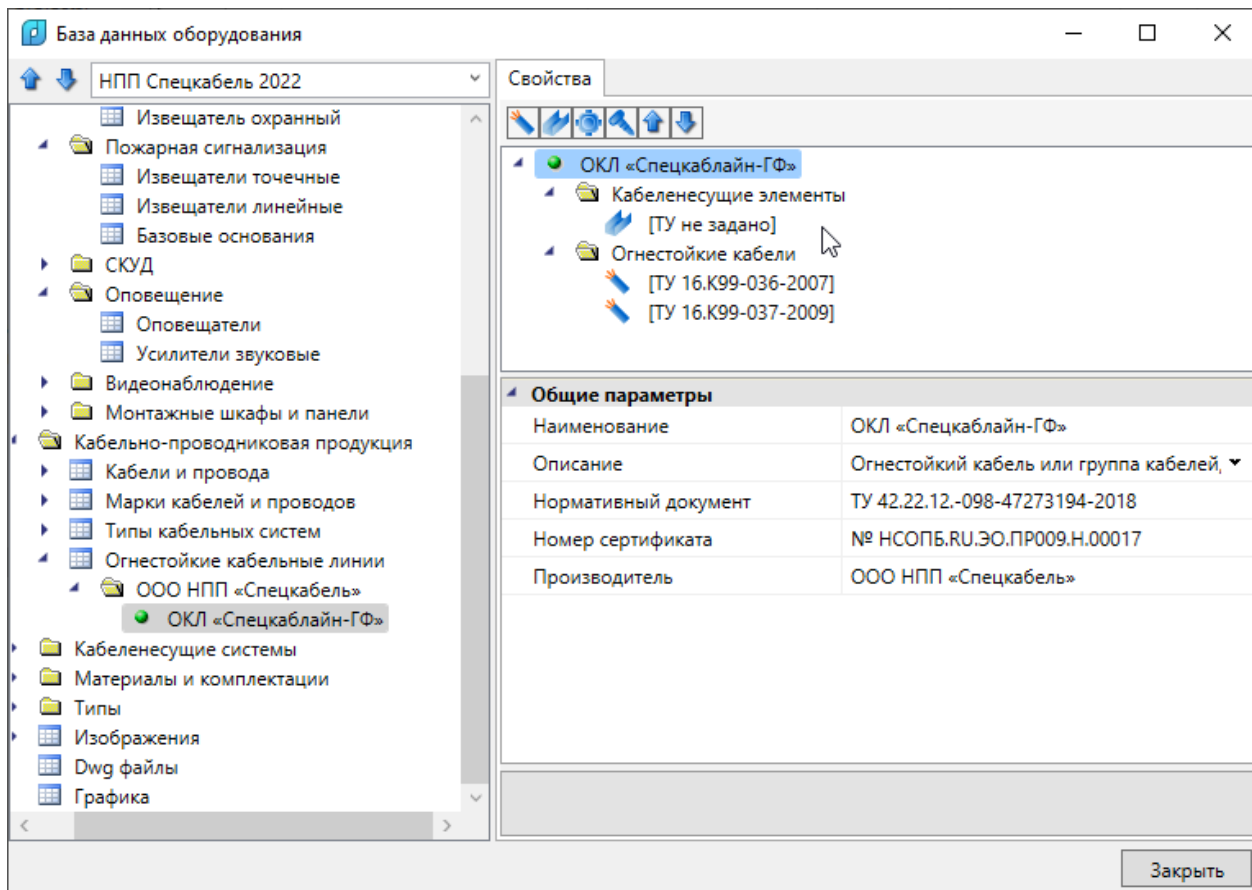 База данных оборудования
НПП Спецкабель 2022
Извещатель охранный
Пожарная сигнализация
Извещатели точечные
Извещатели линейные
Базовые основания
СКУД
Оповещение
Оповещатели
Усилители звуковые
Видеонаблюдение
Монтажные шкафы и панели
Кабельно-проводниковая продукция
Кабели и провода
Марки кабелей и проводов
Типы кабельных систем
Огнестойкие кабельные линии
ООО НПП «Спецкабель»
ОКЛ «Спецкаблайн-ГФ»
Кабеленесущие системы
Материалы и комплектации
Типы
Изображения
Dwg файлы
Графика
Свойства
ОКЛ «Спецкаблайн-ГФ»
Кабеленесущие элементы
[ТУ не задано]
Огнестойкие кабели
[ТУ 16.К99-036-2007]
[ТУ 16.К99-037-2009]
Общие параметры
Наименование ОКЛ «Спецкаблайн-ГФ»
Описание Огнестойкий кабель или группа кабелей,
Нормативный документ ТУ 42.22.12.-098-47273194-2018
Номер сертификата № НСОПБ.RU.ЭО.ПР009.Н.00017
Производитель ООО НПП «Спецкабель»
Закрыть